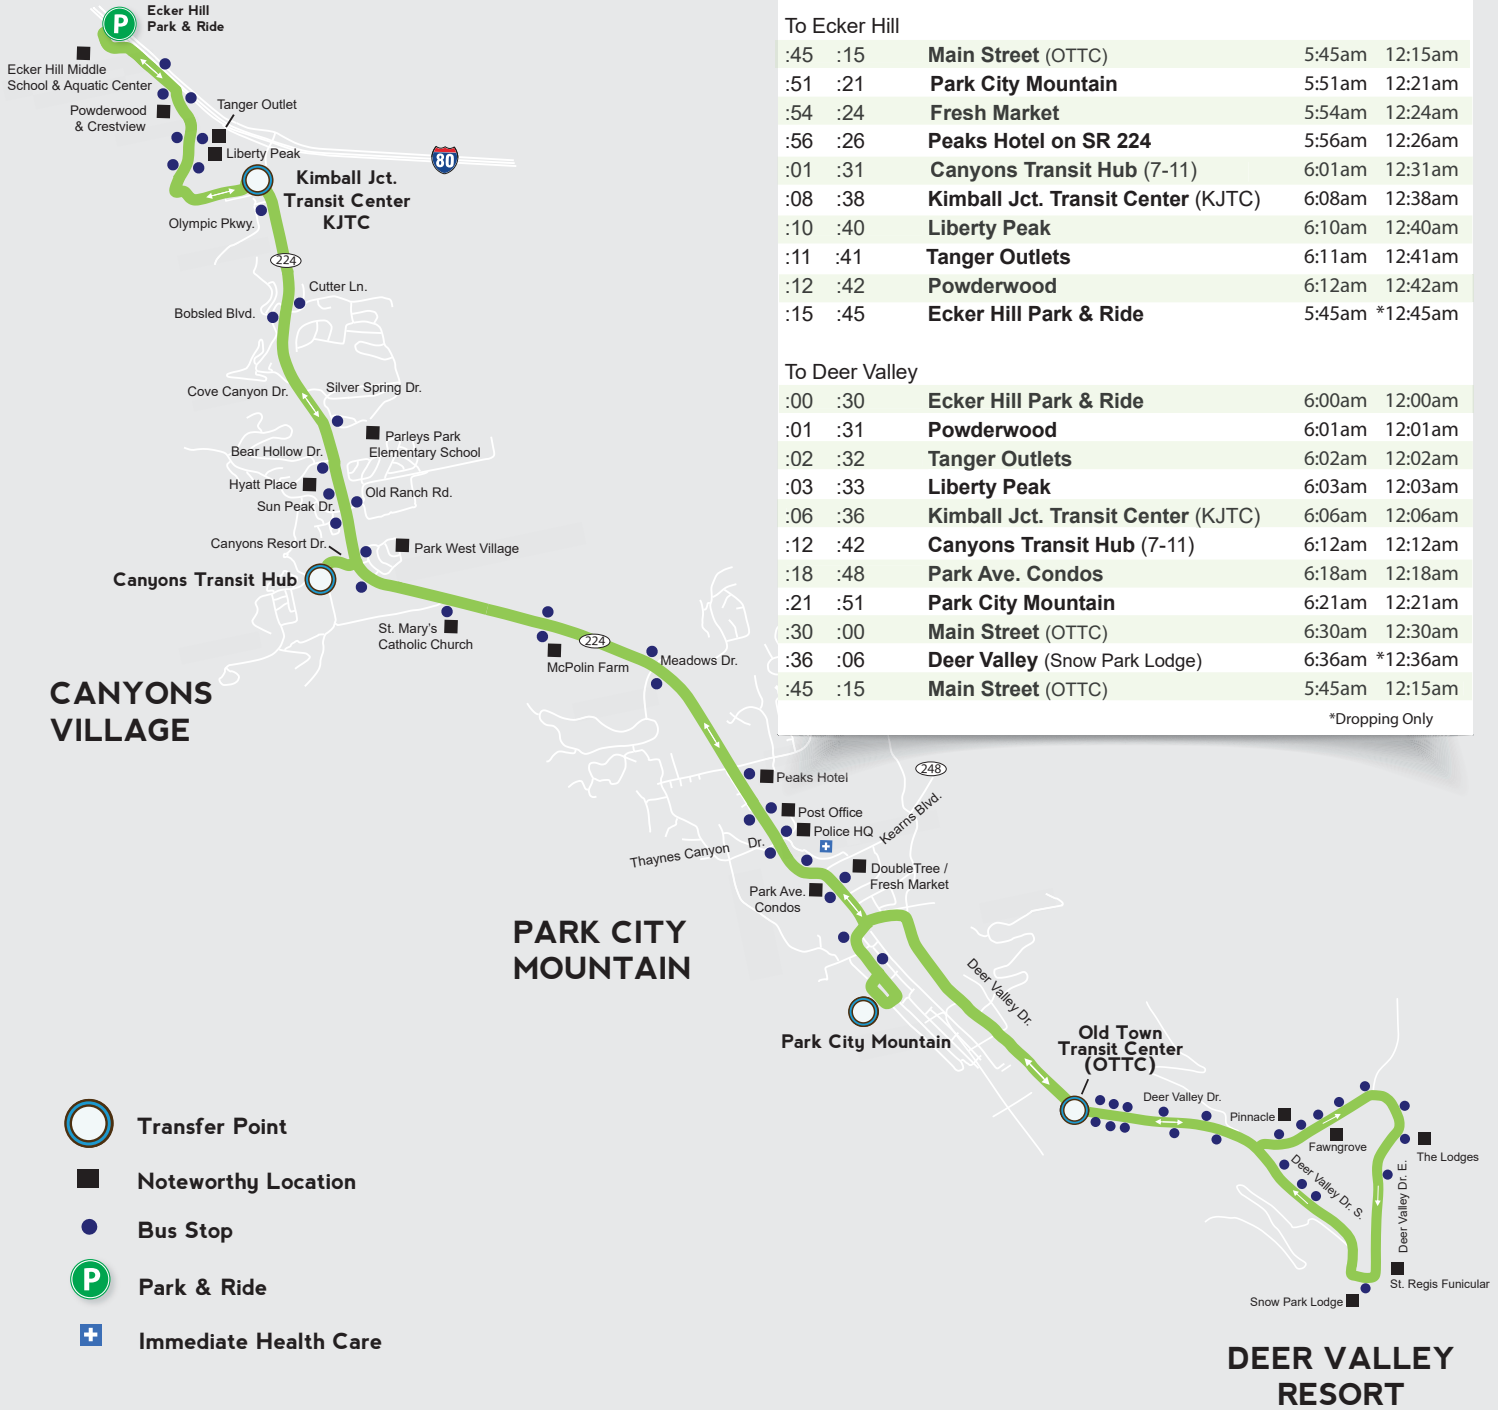 Ecker Hill
Park & Ride
Ecker Hill Middle
School & Aquatic Center
Powderwood
& Crestview
Tanger Outlet
Liberty Peak
80
Kimball Jct.
Transit Center
KJTC
Olympic Pkwy.
224
Cutter Ln.
Bobsled Blvd.
Cove Canyon Dr.
Silver Spring Dr.
Parleys Park
Elementary School
Bear Hollow Dr.
Hyatt Place
Old Ranch Rd.
Sun Peak Dr.
Canyons Resort Dr.
Park West Village
Canyons Transit Hub
St. Mary's
Catholic Church
224
McPolin Farm
Meadows Dr.
CANYONS
VILLAGE
To Ecker Hill
:45 :15 Main Street (OTTC) 5:45am 12:15am
:51 :21 Park City Mountain 5:51am 12:21am
:54 :24 Fresh Market 5:54am 12:24am
:56 :26 Peaks Hotel on SR 224 5:56am 12:26am
:01 :31 Canyons Transit Hub (7-11) 6:01am 12:31am
:08 :38 Kimball Jct. Transit Center (KJTC) 6:08am 12:38am
:10 :40 Liberty Peak 6:10am 12:40am
:11 :41 Tanger Outlets 6:11am 12:41am
:12 :42 Powderwood 6:12am 12:42am
:15 :45 Ecker Hill Park & Ride 5:45am *12:45am
To Deer Valley
:00 :30 Ecker Hill Park & Ride 6:00am 12:00am
:01 :31 Powderwood 6:01am 12:01am
:02 :32 Tanger Outlets 6:02am 12:02am
:03 :33 Liberty Peak 6:03am 12:03am
:06 :36 Kimball Jct. Transit Center (KJTC) 6:06am 12:06am
:12 :42 Canyons Transit Hub (7-11) 6:12am 12:12am
:18 :48 Park Ave. Condos 6:18am 12:18am
:21 :51 Park City Mountain 6:21am 12:21am
:30 :00 Main Street (OTTC) 6:30am 12:30am
:36 :06 Deer Valley (Snow Park Lodge) 6:36am *12:36am
:45 :15 Main Street (OTTC) 5:45am 12:15am
*Dropping Only
248
Peaks Hotel
Post Office
Police HQ
Kearns Blvd.
Thaynes Canyon Dr.
DoubleTree /
Fresh Market
Park Ave.
Condos
PARK CITY
MOUNTAIN
Deer Valley Dr.
Park City Mountain
Old Town
Transit Center
(OTTC)
Deer Valley Dr.
Pinnacle
Fawngrove
The Lodges
Deer Valley Dr. S.
Deer Valley Dr. E.
St. Regis Funicular
Snow Park Lodge
DEER VALLEY
RESORT
Transfer Point
Noteworthy Location
Bus Stop
P
Park & Ride
Immediate Health Care
P